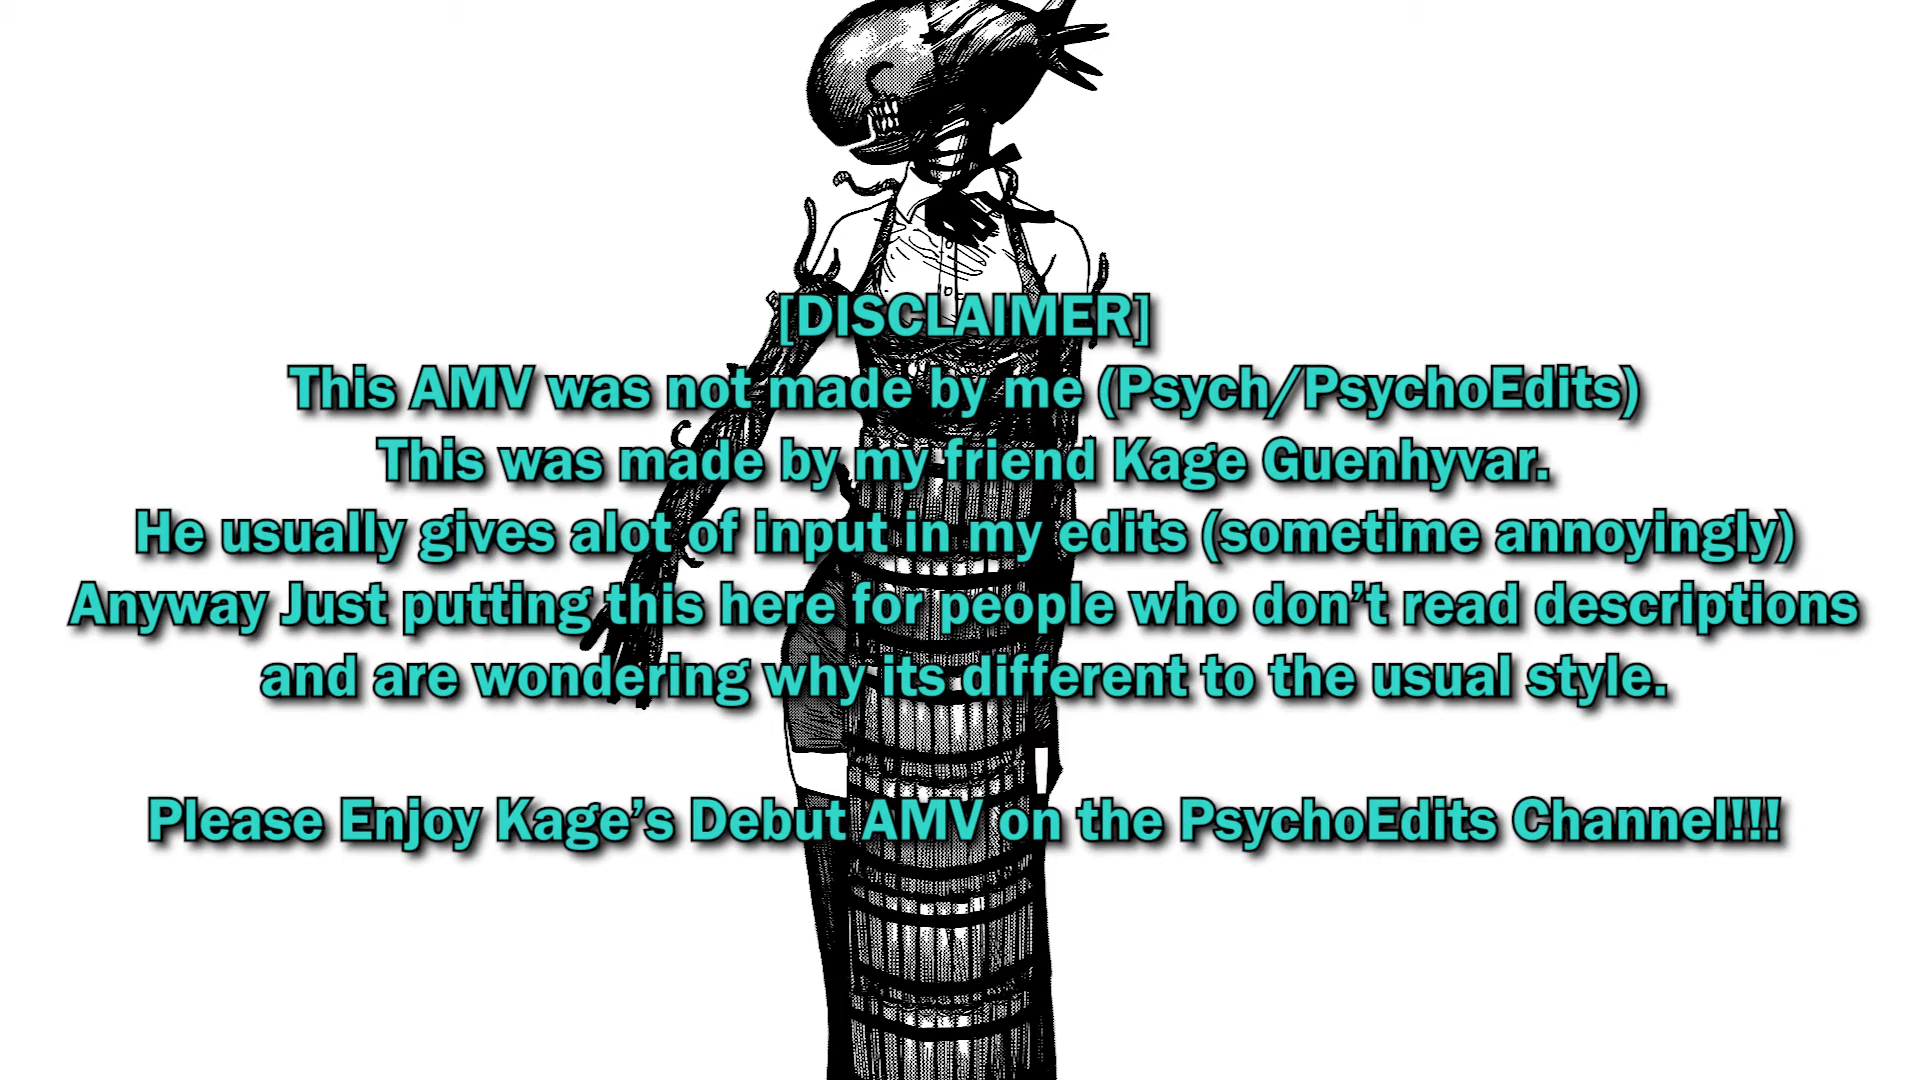 [DISCLAIMER]
This AMV was not made by me (Psych/PsychoEdits)
This was made by my friend Kage Guenhyvar.
He usually gives alot of input in my edits (sometime annoyingly)
Anyway Just putting this here for people who don’t read descriptions
and are wondering why its different to the usual style.
Please Enjoy Kage’s Debut AMV on the PsychoEdits Channel!!!